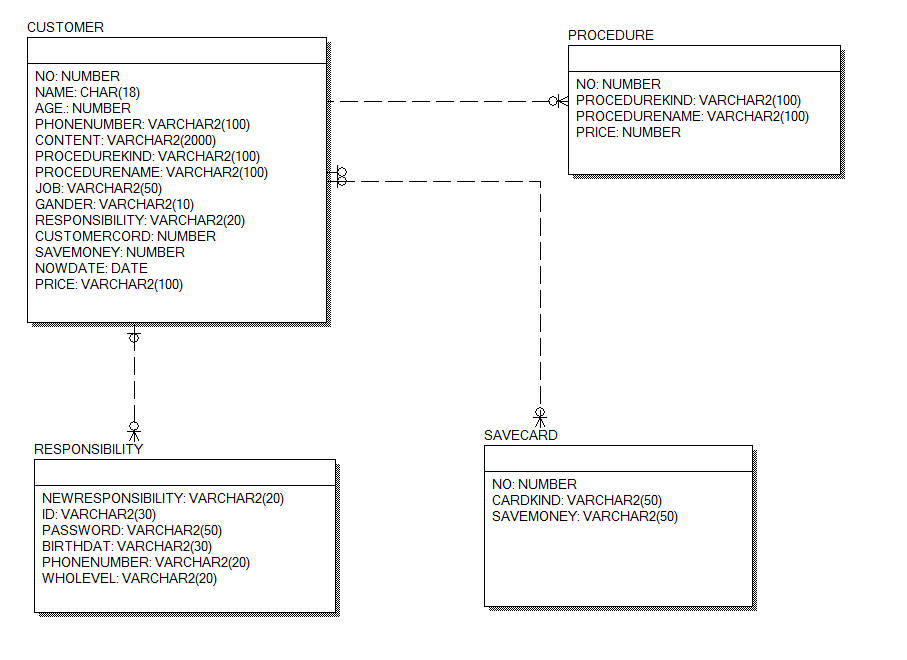 CUSTOMER
NO: NUMBER
NAME: CHAR(18)
AGE.: NUMBER
PHONENUMBER: VARCHAR2(100)
CONTENT: VARCHAR2(2000)
PROCEDUREKIND: VARCHAR2(100)
PROCEDURENAME: VARCHAR2(100)
JOB: VARCHAR2(50)
GANDER: VARCHAR2(10)
RESPONSIBILITY: VARCHAR2(20)
CUSTOMERCORD: NUMBER
SAVEMONEY: NUMBER
NOWDATE: DATE
PRICE: VARCHAR2(100)
PROCEDURE
NO: NUMBER
PROCEDUREKIND: VARCHAR2(100)
PROCEDURENAME: VARCHAR2(100)
PRICE: NUMBER
RESPONSIBILITY
NEWRESPONSIBILITY: VARCHAR2(20)
ID: VARCHAR2(30)
PASSWORD: VARCHAR2(50)
BIRTHDAT: VARCHAR2(30)
PHONENUMBER: VARCHAR2(20)
WHOLEVEL: VARCHAR2(20)
SAVECARD
NO: NUMBER
CARDKIND: VARCHAR2(50)
SAVEMONEY: VARCHAR2(50)